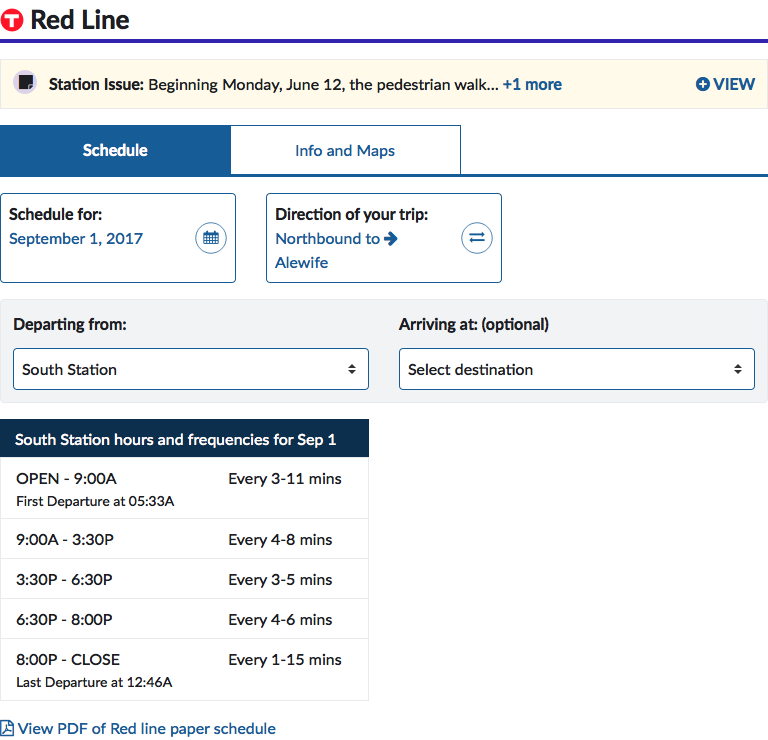 T Red Line
Station Issue: Beginning Monday, June 12, the pedestrian walk... +1 more VIEW
Schedule Info and Maps
Schedule for:
September 1, 2017
Direction of your trip:
Northbound to
Alewife
Departing from: Arriving at: (optional)
South Station Select destination
South Station hours and frequencies for Sep 1
OPEN - 9:00A Every 3-11 mins
First Departure at 05:33A
9:00A - 3:30P Every 4-8 mins
3:30P - 6:30P Every 3-5 mins
6:30P - 8:00P Every 4-6 mins
8:00P - CLOSE Every 1-15 mins
Last Departure at 12:46A
View PDF of Red line paper schedule